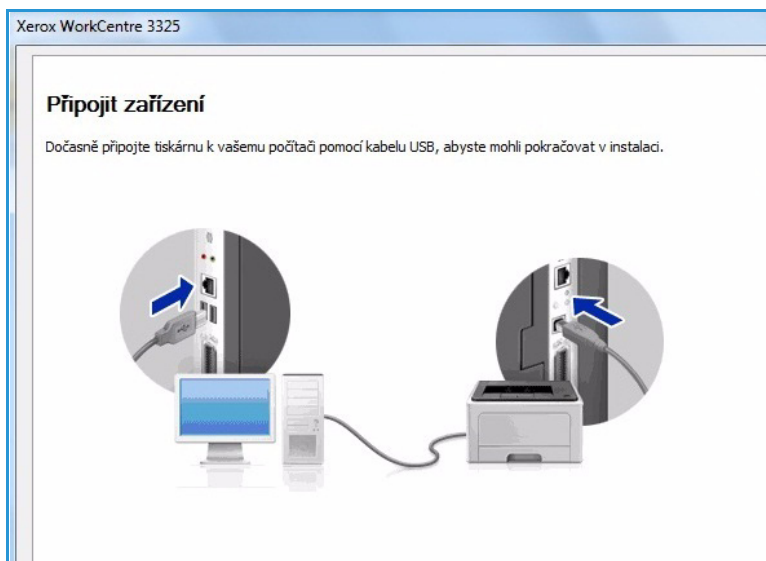 Xerox WorkCentre 3325
Připojit zařízení
Dočasně připojte tiskárnu k vašemu počítači pomocí kabelu USB, abyste mohli pokračovat v instalaci.